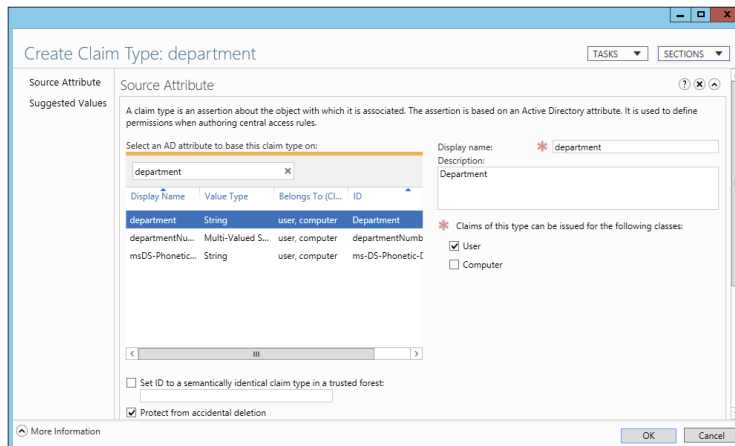 Create Claim Type: department
TASKS
SECTIONS
Source Attribute
Suggested Values
Source Attribute
A claim type is an assertion about the object with which it is associated. The assertion is based on an Active Directory attribute. It is used to define
permissions when authoring central access rules.
Select an AD attribute to base this claim type on:
department
Display Name Value Type Belongs To (Cl... ID
department String user, computer Department
departmentNu... Multi-Valued S... user, computer departmentNumb
msDS-Phonetic... String user, computer ms-DS-Phonetic-D
Set ID to a semantically identical claim type in a trusted forest:
Protect from accidental deletion
Display name: * department
Description:
Department
* Claims of this type can be issued for the following classes:
User
Computer
More Information
OK
Cancel